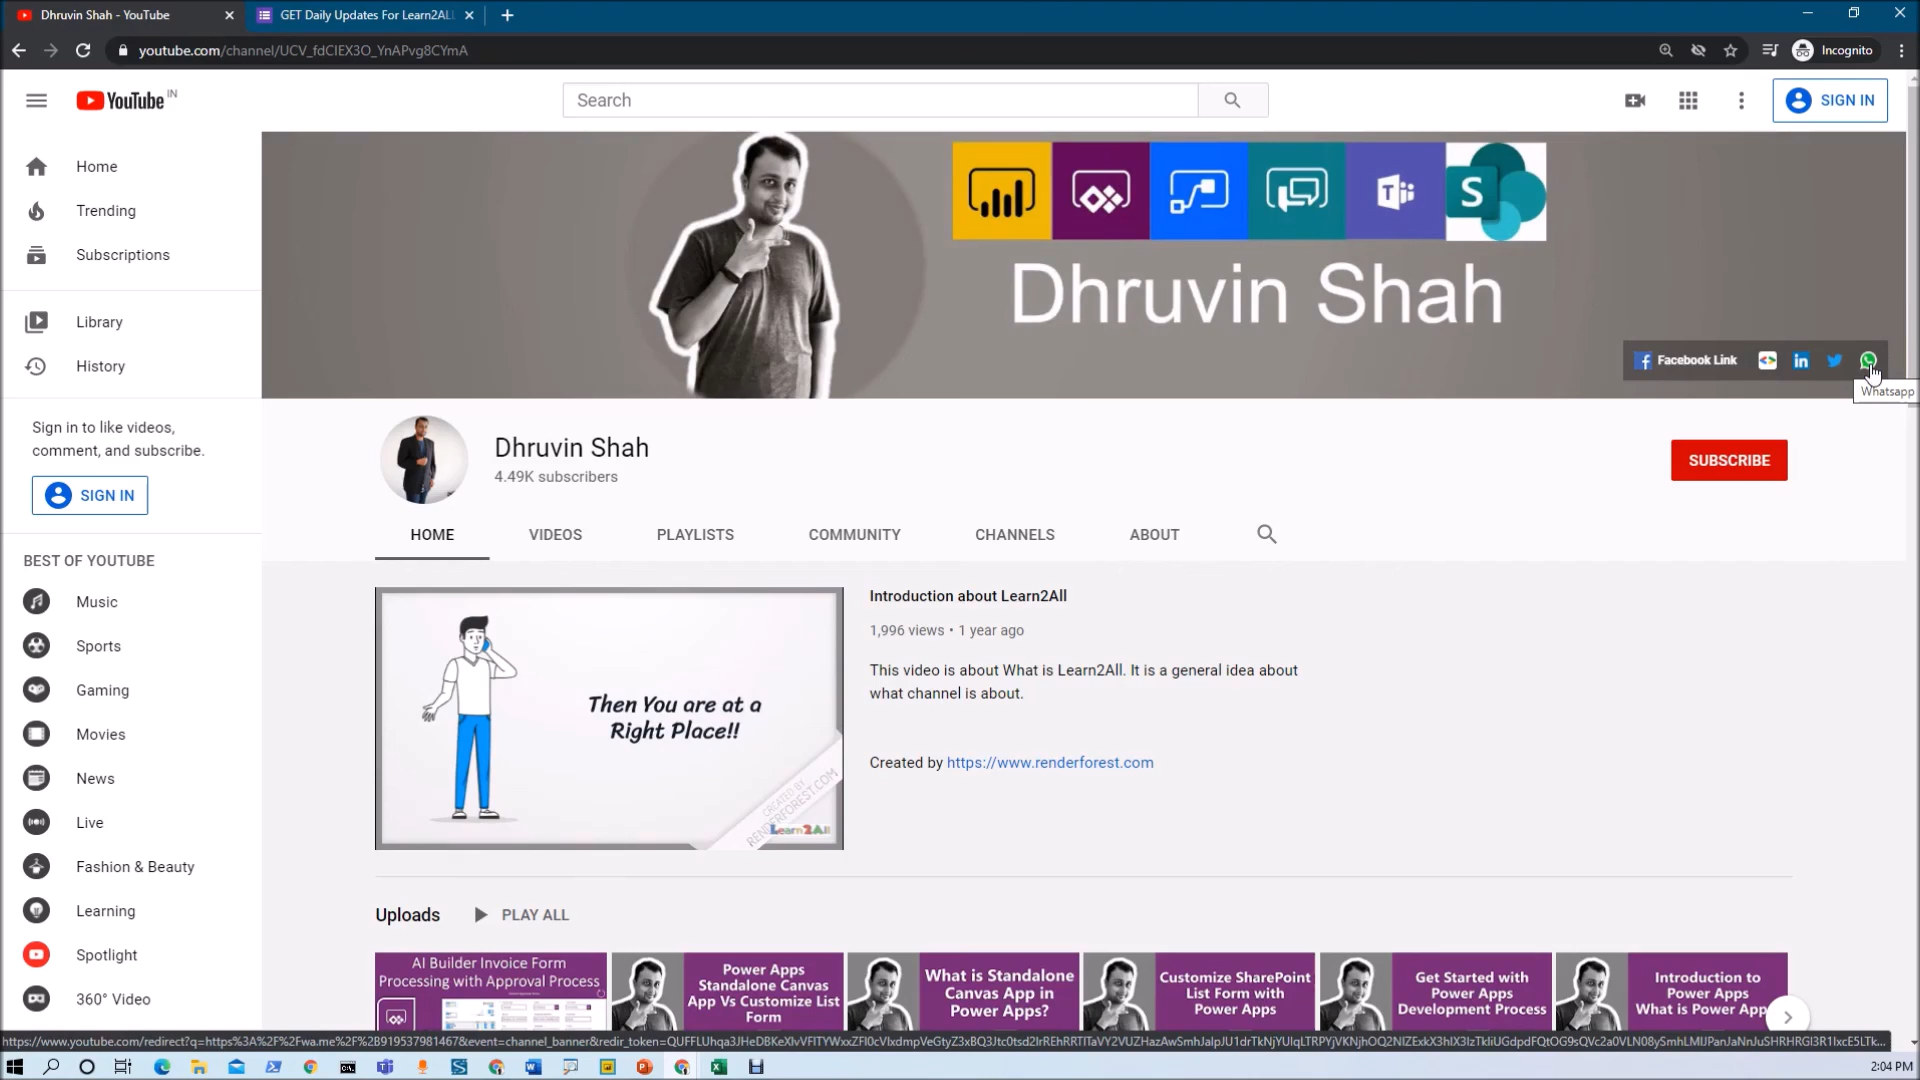 Dhruvin Shah - YouTube
GET Daily Updates For Learn2ALL
youtube.com/channel/UCV_fdCIEX3O_YnAPvg8CYmA
Incognito
YouTube IN
Search
SIGN IN
Home
Trending
Subscriptions
Library
History
Sign in to like videos,
comment, and subscribe.
SIGN IN
BEST OF YOUTUBE
Music
Sports
Gaming
Movies
News
Live
Fashion & Beauty
Learning
Spotlight
360° Video
Dhruvin Shah
Facebook Link
Whatsapp
Dhruvin Shah
4.49K subscribers
SUBSCRIBE
HOME
VIDEOS
PLAYLISTS
COMMUNITY
CHANNELS
ABOUT
Then You are at a
Right Place!!
CREATED BY
RENDERFOREST.COM
Learn2All
Introduction about Learn2All
1,996 views • 1 year ago
This video is about What is Learn2All. It is a general idea about
what channel is about.
Created by https://www.renderforest.com
Uploads
PLAY ALL
AI Builder Invoice Form
Processing with Approval Process
Power Apps
Standalone Canvas
App Vs Customize List
Form
What is Standalone
Canvas App in
Power Apps?
Customize SharePoint
List Form with
Power Apps
Get Started with
Power Apps
Development Process
Introduction to
Power Apps
What is Power App
2:04 PM